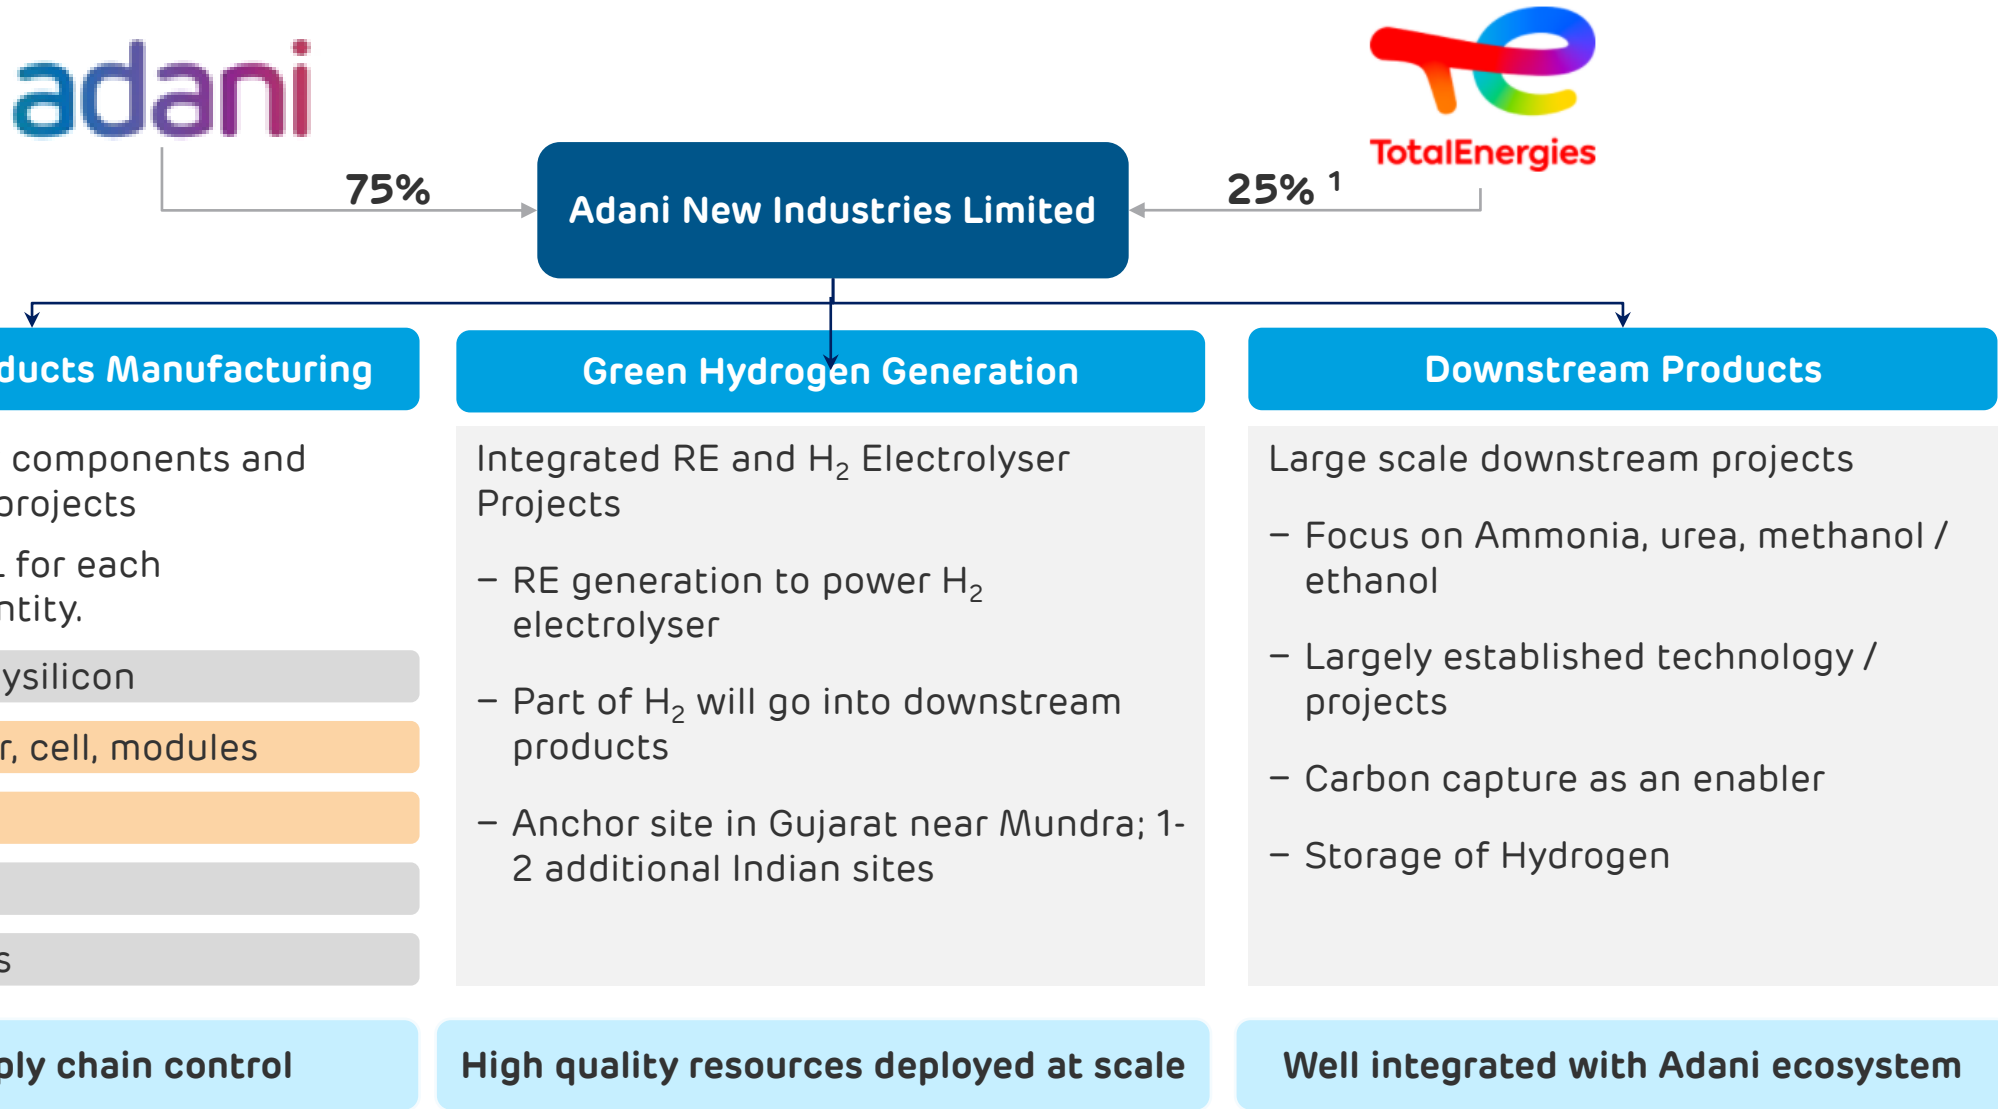 adani
TotalEnergies
75%
Adani New Industries Limited
25% 1
Manufacturing
components and
projects
for each
cell, modules
supply chain control
Green Hydrogen Generation
Integrated RE and H₂ Electrolyser
Projects
– RE generation to power H₂
electrolyser
– Part of H₂ will go into downstream
products
– Anchor site in Gujarat near Mundra; 1-
2 additional Indian sites
High quality resources deployed at scale
Downstream Products
Large scale downstream projects
– Focus on Ammonia, urea, methanol /
ethanol
– Largely established technology /
projects
– Carbon capture as an enabler
– Storage of Hydrogen
Well integrated with Adani ecosystem